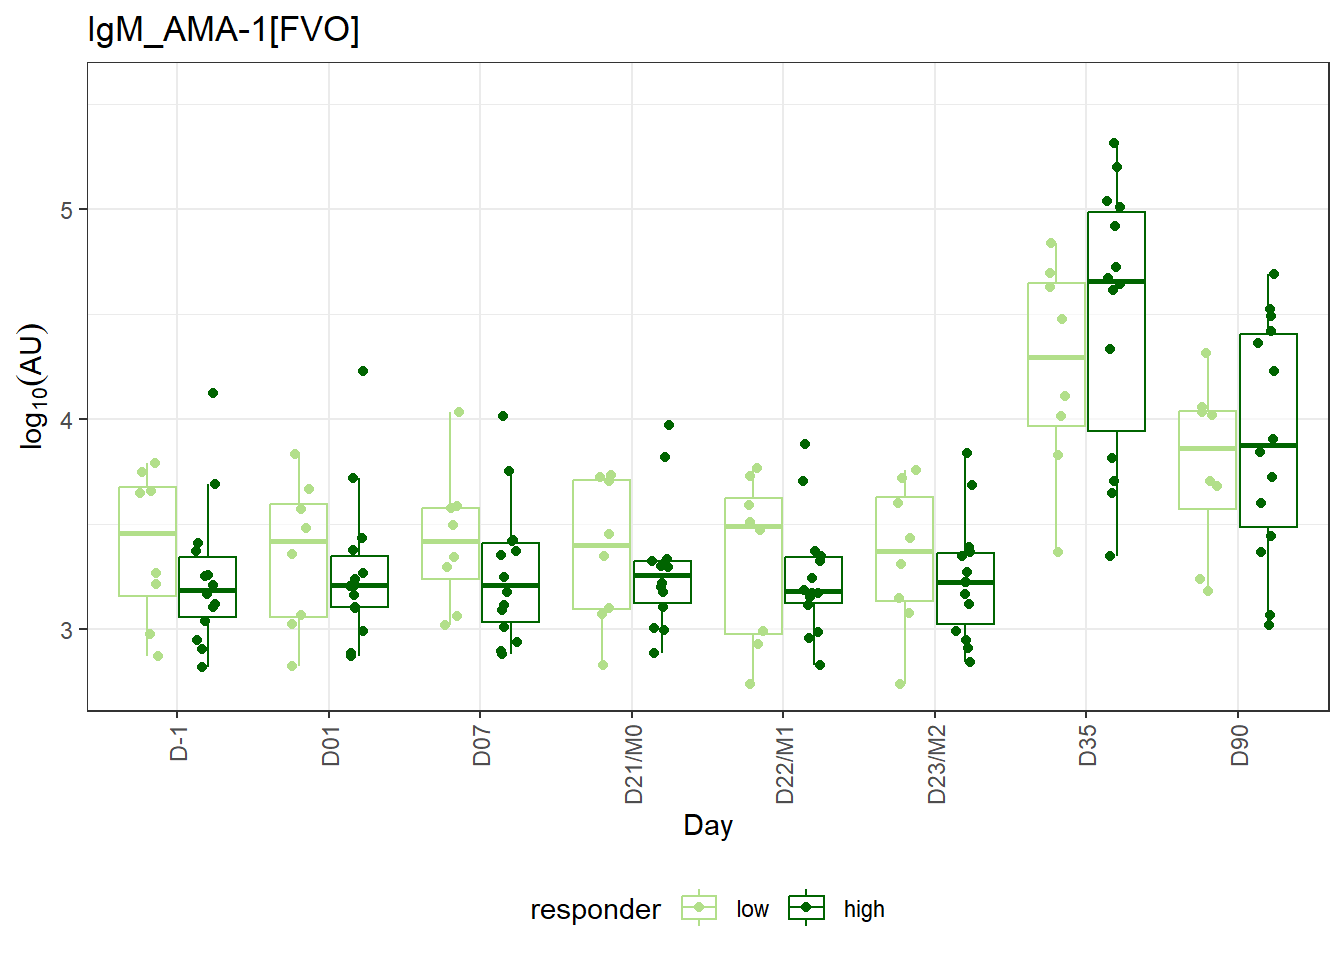 IgM_AMA-1[FVO]
log10(AU)
5
4
3
D-1
D01
D07
D21/M0
D22/M1
D23/M2
D35
D90
Day
responder low high